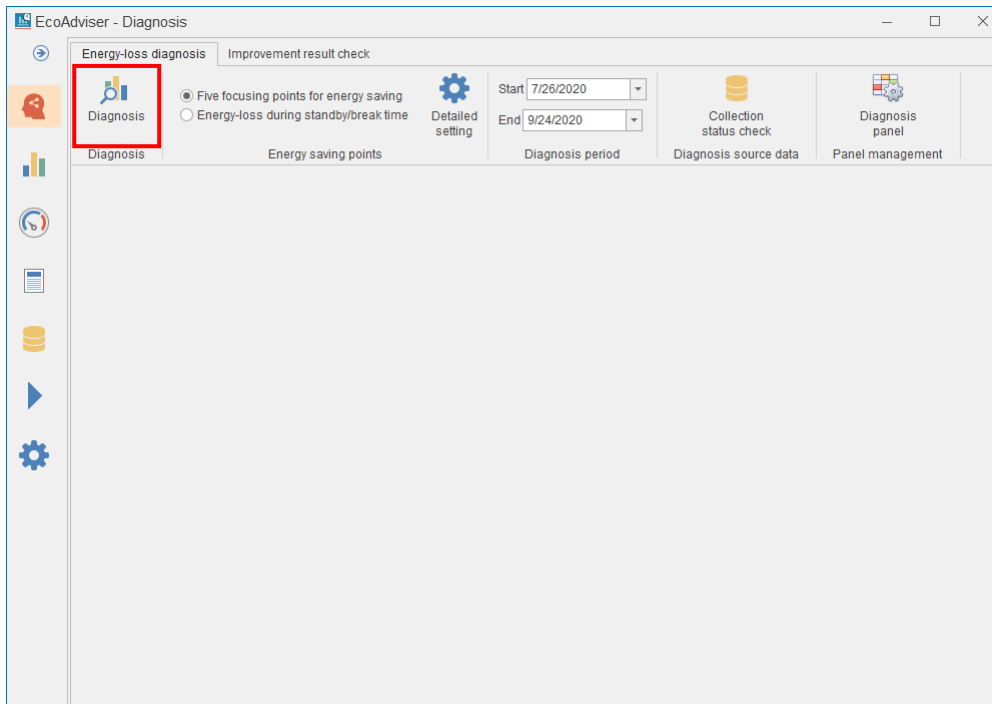 EcoAdviser - Diagnosis
Energy-loss diagnosis
Improvement result check
Diagnosis
Diagnosis
Five focusing points for energy saving
Energy-loss during standby/break time
Detailed
setting
Energy saving points
Start 7/26/2020
End 9/24/2020
Diagnosis period
Collection
status check
Diagnosis source data
Diagnosis
panel
Panel management